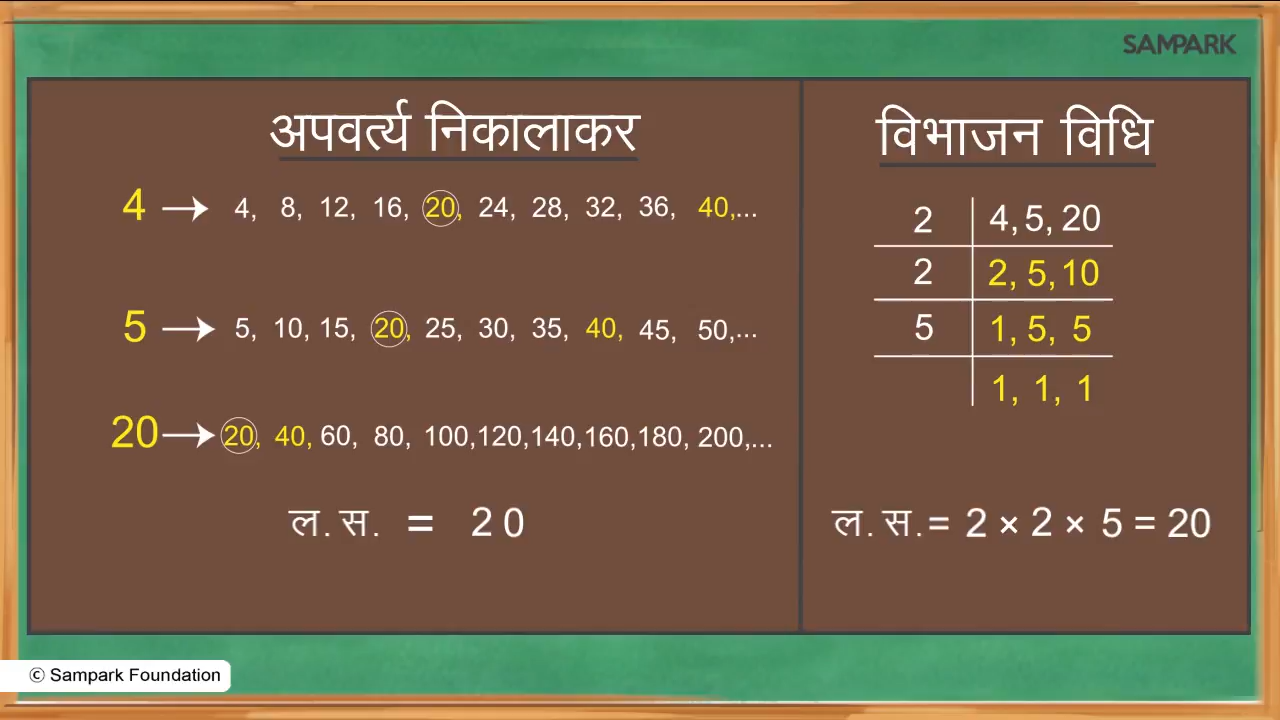 SAMPARK
अपवर्त्य निकालाकर
4 → 4, 8, 12, 16, 20, 24, 28, 32, 36, 40,...
5 → 5, 10, 15, 20, 25, 30, 35, 40, 45, 50,...
20 → 20, 40, 60, 80, 100, 120, 140, 160, 180, 200,...
ल. स. = 20
विभाजन विधि
2 | 4, 5, 20
2 | 2, 5, 10
5 | 1, 5, 5
| 1, 1, 1
ल. स. = 2 × 2 × 5 = 20
© Sampark Foundation